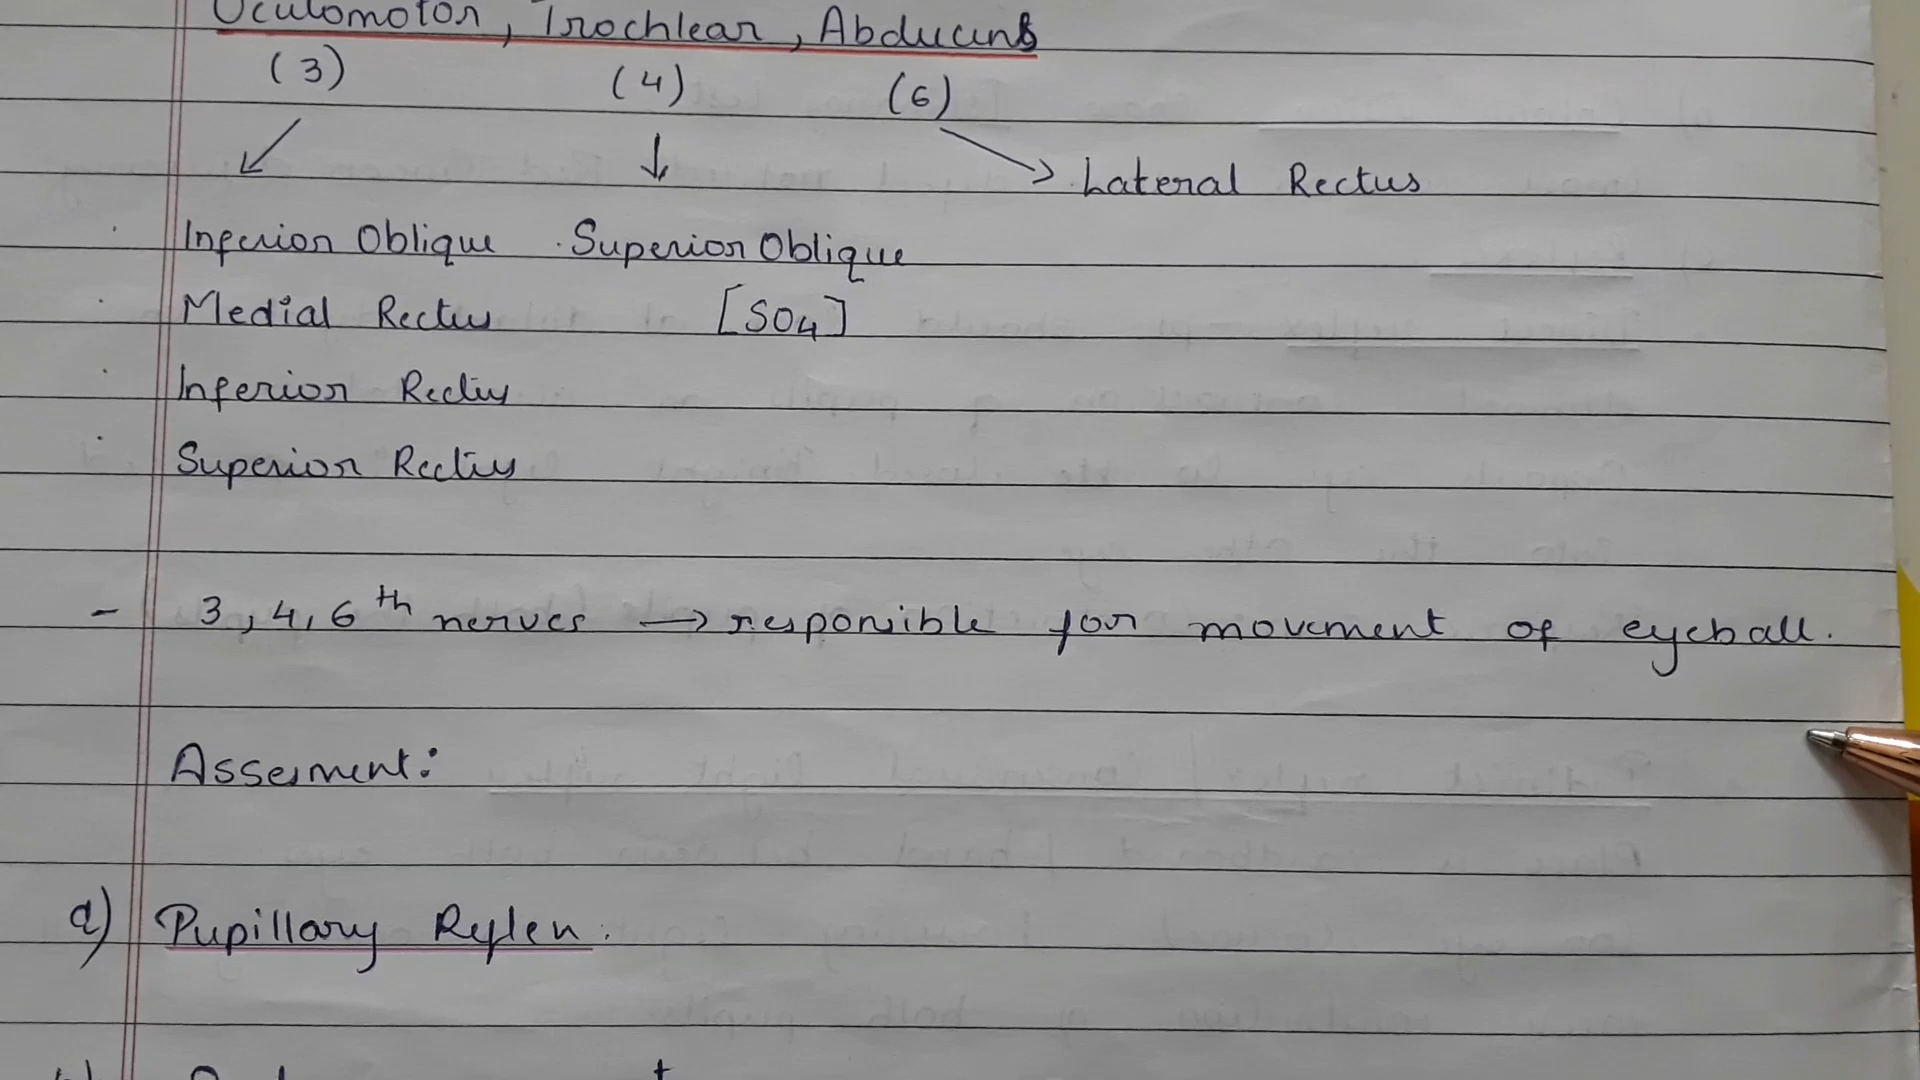 Oculomotor, Trochlear, Abducens
(3) (4) (6)
Lateral Rectus
Inferior Oblique Superior Oblique
Medial Rectus [SO4]
Inferior Rectus
Superior Rectus
- 3, 4, 6th nerves → responsible for movement of eyeball.
Assesment:
a) Pupillary Reflex.